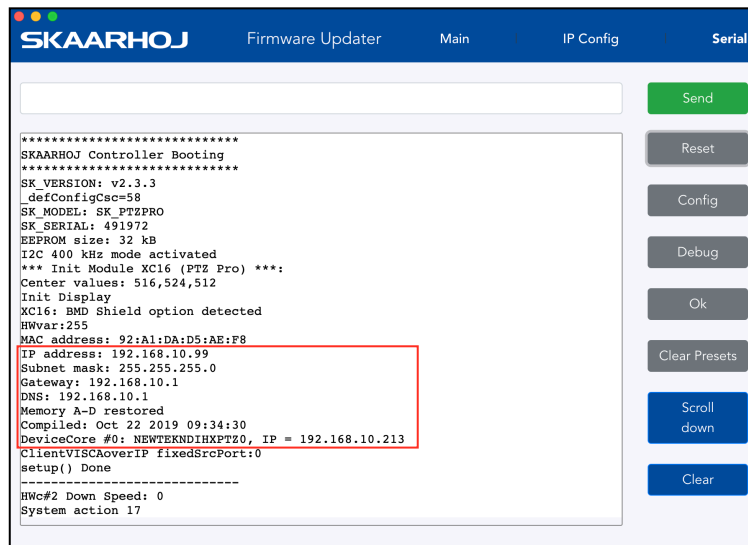 SKAARHOJ Firmware Updater Main IP Config Serial
Send
Reset
Config
Debug
Ok
Clear Presets
Scroll
down
Clear
*****************************
SKAARHOJ Controller Booting
*****************************
SK_VERSION: v2.3.3
_defConfigCsc=58
SK_MODEL: SK_PTZPRO
SK_SERIAL: 491972
EEPROM size: 32 kB
I2C 400 kHz mode activated
*** Init Module XC16 (PTZ Pro) ***:
Center values: 516,524,512
Init Display
XC16: BMD Shield option detected
HWvar:255
MAC address: 92:A1:DA:D5:AE:F8
IP address: 192.168.10.99
Subnet mask: 255.255.255.0
Gateway: 192.168.10.1
DNS: 192.168.10.1
Memory A-D restored
Compiled: Oct 22 2019 09:34:30
DeviceCore #0: NEWTEKNDIHXPTZ0, IP = 192.168.10.213
ClientVISCAoverIP fixedSrcPort:0
setup() Done
-----------------------------
HWc#2 Down Speed: 0
System action 17